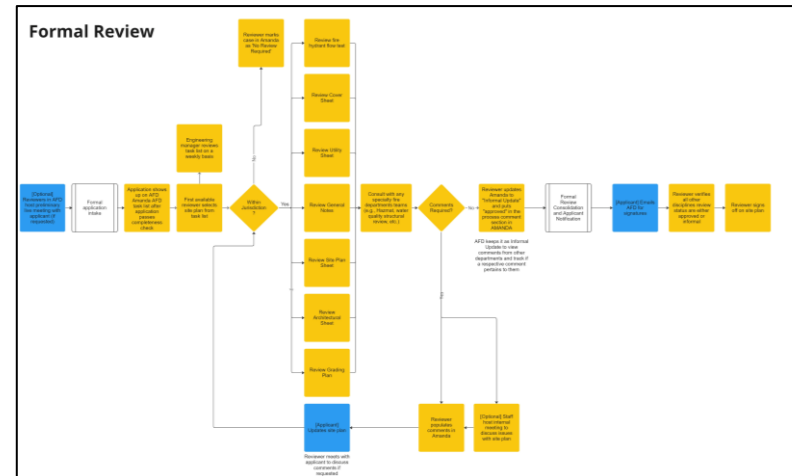 Formal Review
Reviewer marks
case in Amanda
as 'No Review
Required'
Review fire
hydrant flow test
Review Cover
Sheet
Engineering
manager reviews
task list on a
weekly basis
Review Utility
Sheet
[Optional]
Reviewers in AFD
host preliminary
fire meeting with
applicant (if
requested)
Formal
application
intake
Application shows
up on AFD
Amanda AFD
task list after
application
passes
completeness
check
First available
reviewer selects
site plan from
task list
Within
Jurisdiction
?
No
Yes
Review General
Notes
Consult with any
specialty fire
departments teams
(e.g., Hazmat, water
quality structural
review, etc.)
Comments
Required?
No
Reviewer updates
Amanda to
"Informal Update"
and puts
"approved" in the
process comment
section in
AMANDA
AFD keeps it as Informal
Update to view
comments from other
departments and track if
a respective comment
pertains to them
Formal
Review
Consolidation
and Applicant
Notification
[Applicant] Emails
AFD for
signatures
Reviewer verifies
all other
discipline review
status are either
approved or
informal
Reviewer signs
off on site plan
Review Site Plan
Sheet
Yes
Review
Architectural
Street
Review Grading
Plan
[Applicant]
Updates site plan
Reviewer meets with
applicant to discuss
comments if
requested
Reviewer
populates
comments in
Amanda
[Optional] Staff
host internal
meeting to
discuss issues
with site plan